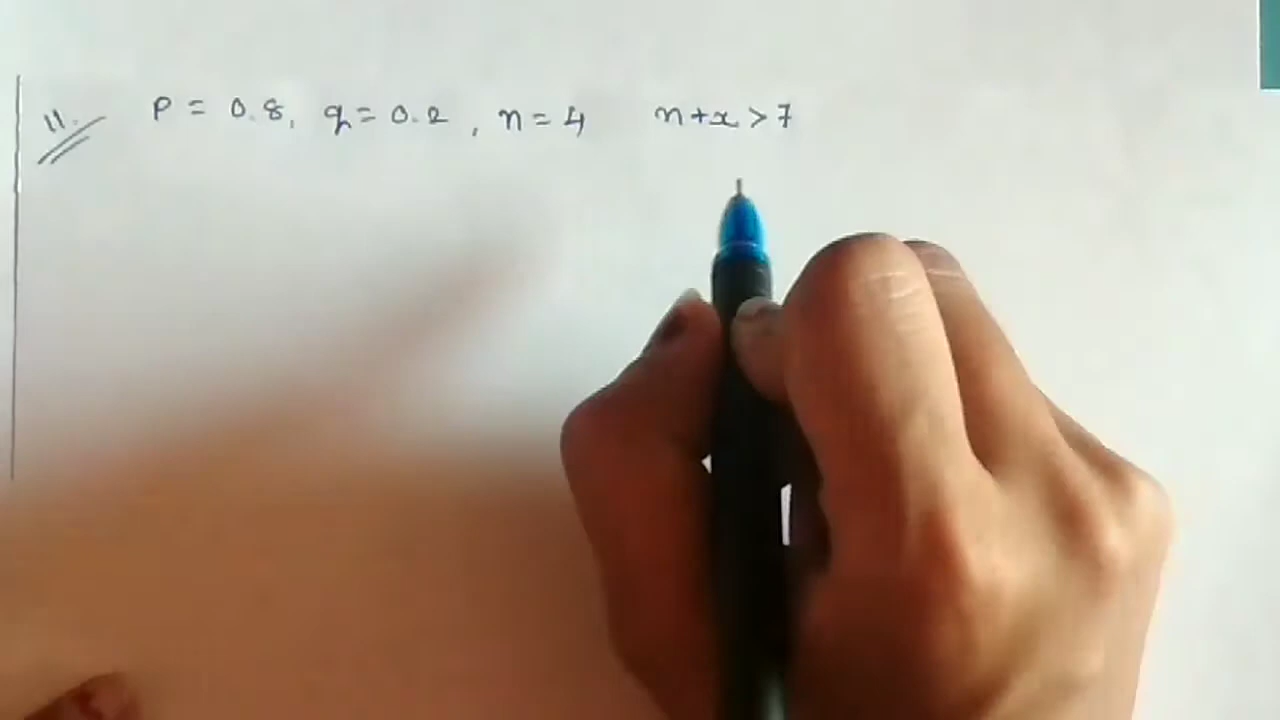 11. P = 0.8, q = 0.2, n = 4 n+x > 7